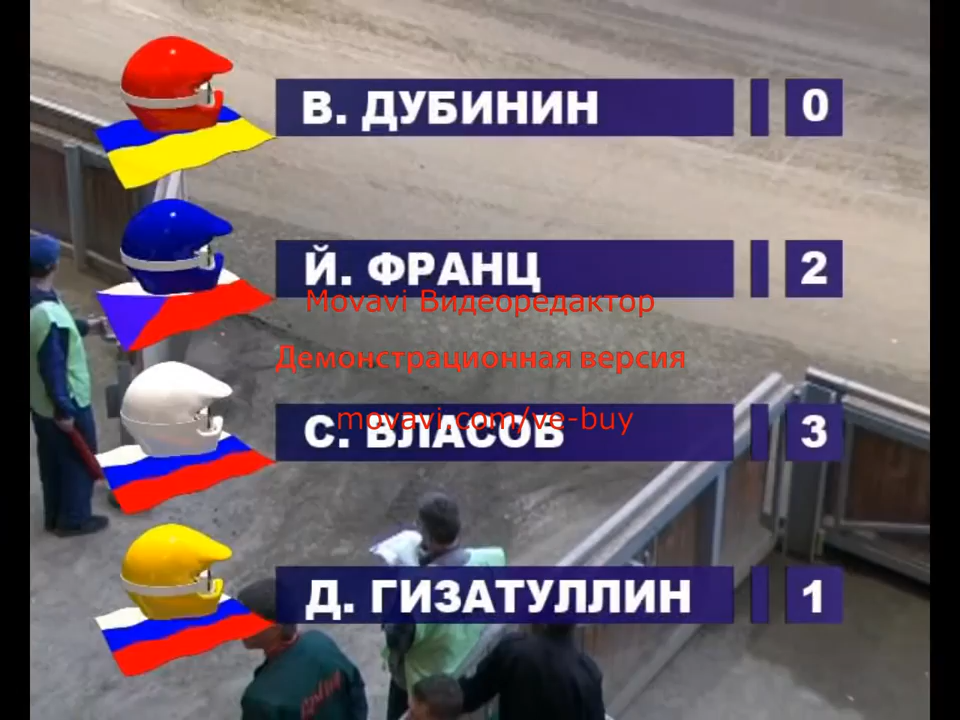 В. ДУБИНИН 0
Й. ФРАНЦ 2
Movavi Видеоредактор
Демонстрационная версия
movavi.com/ve-buy
С. ВЛАСОВ 3
Д. ГИЗАТУЛЛИН 1